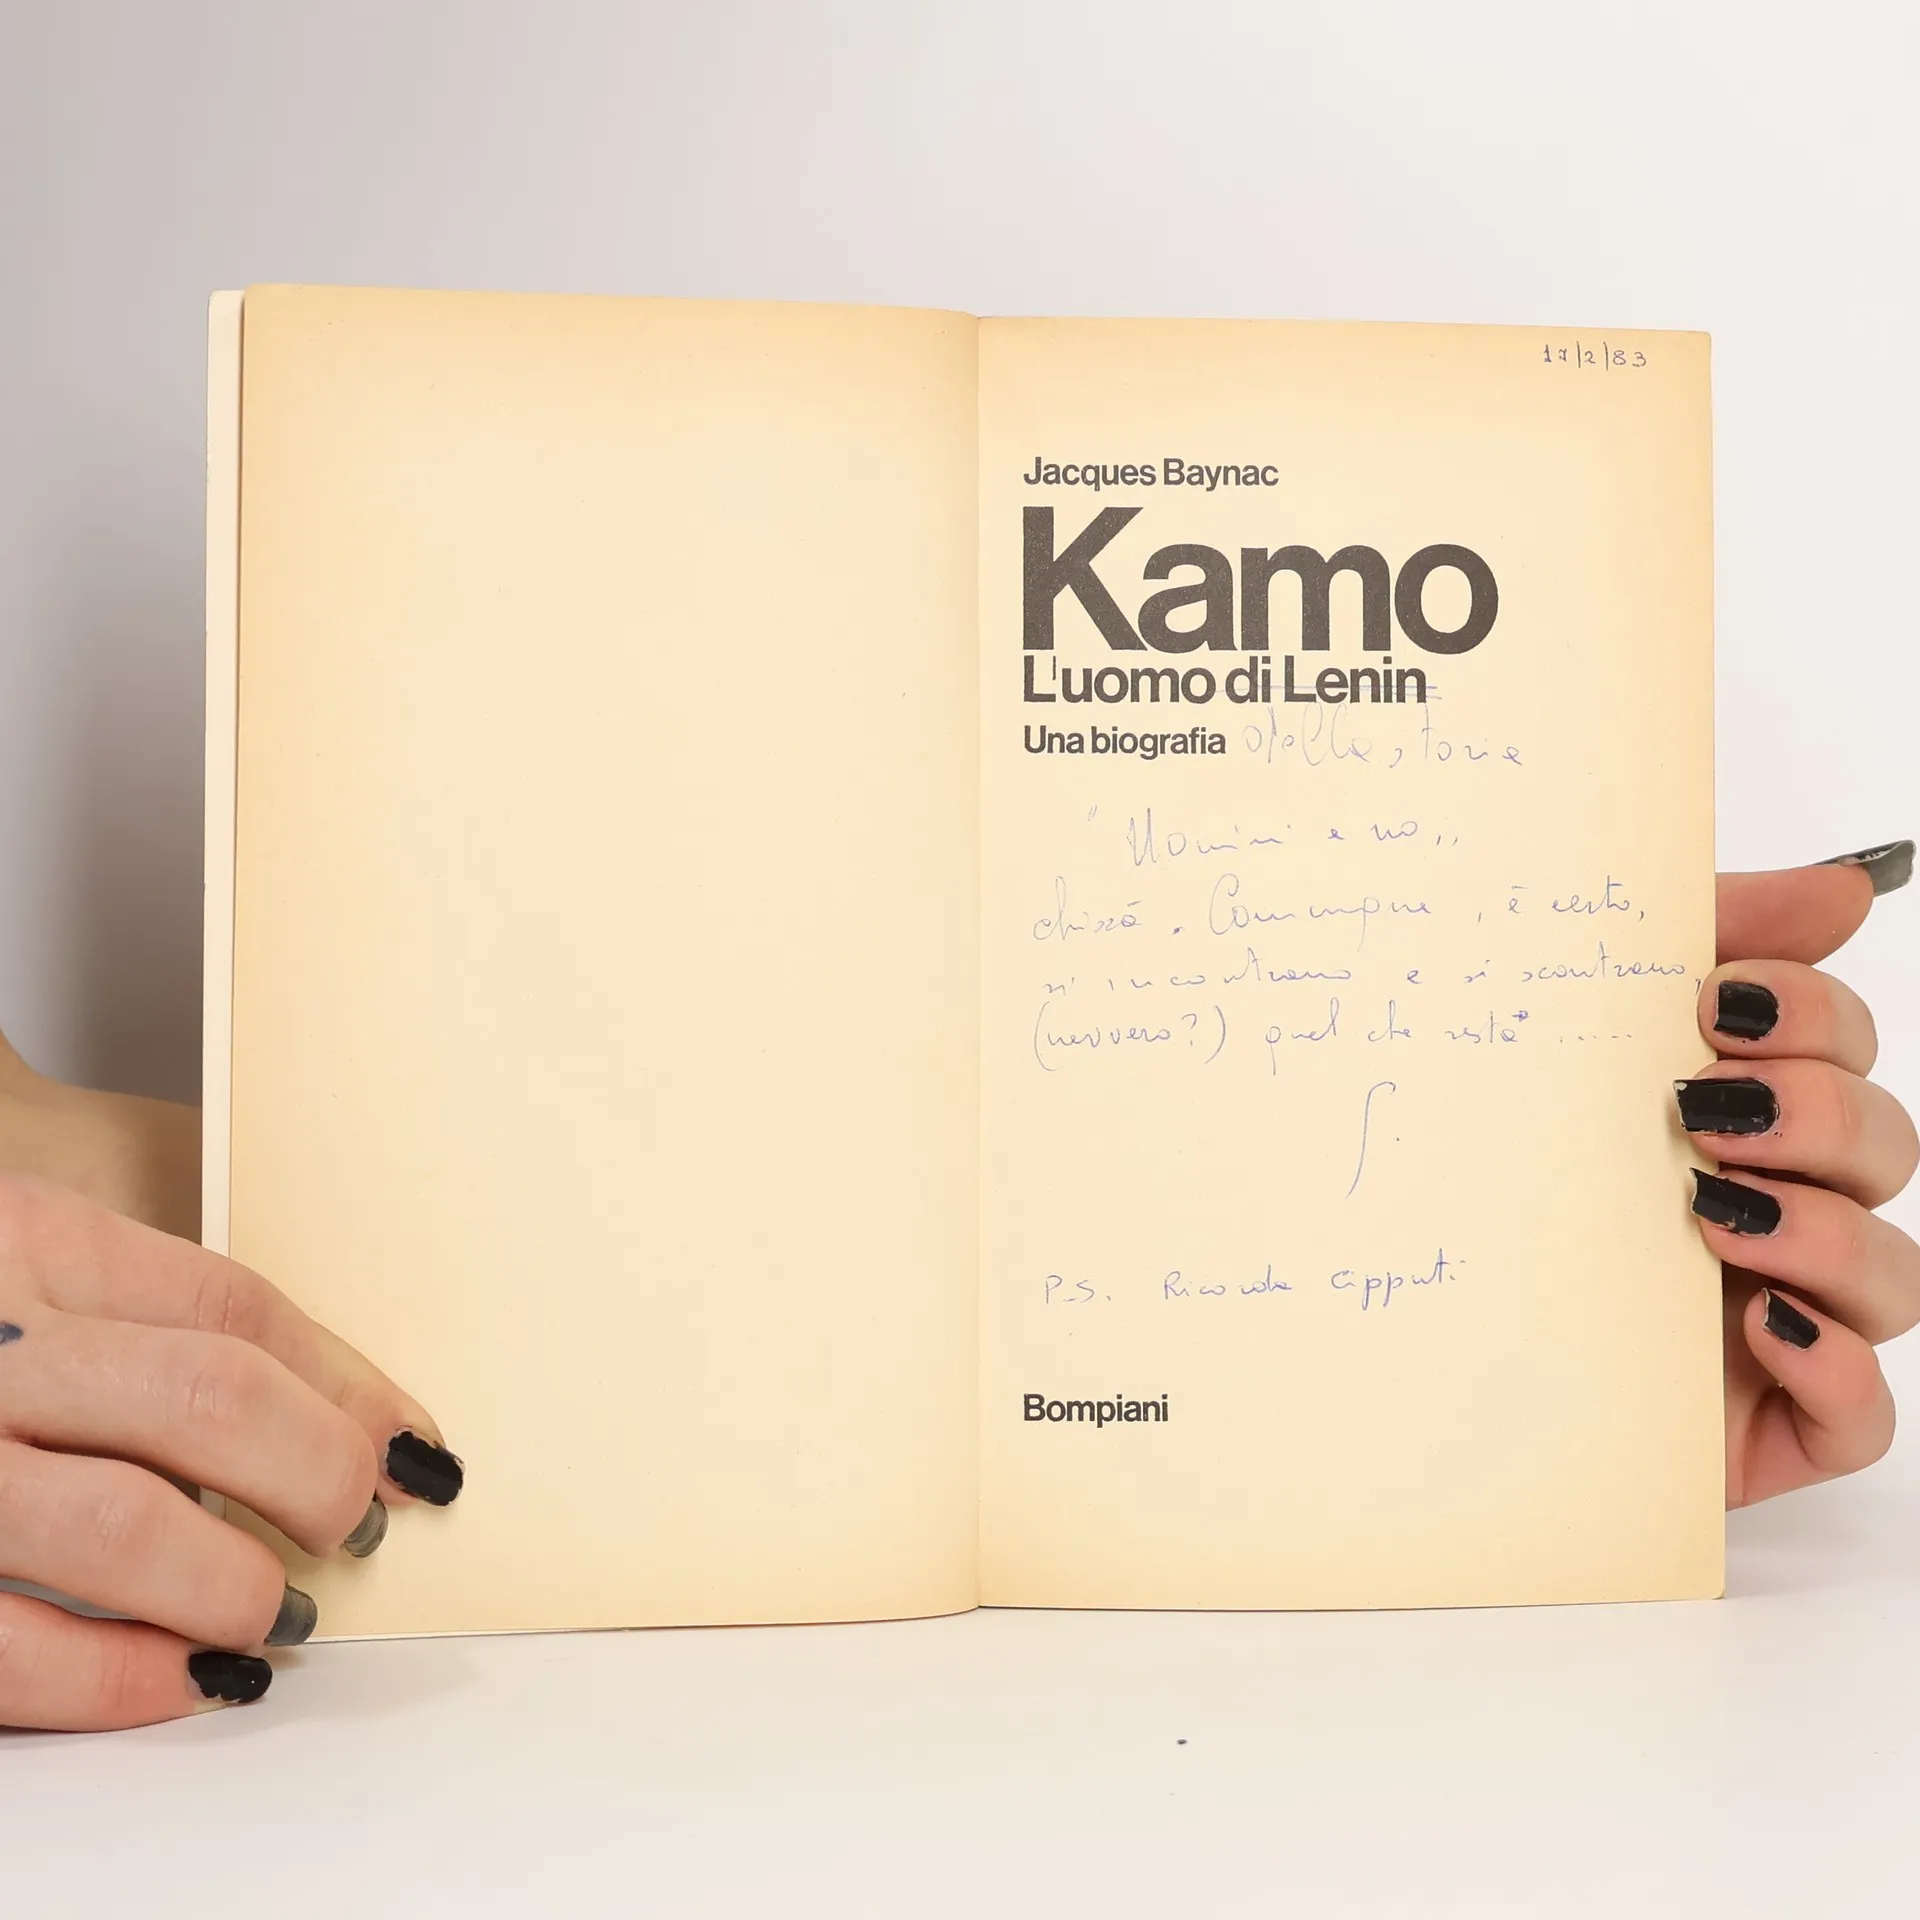 17/2/83
Jacques Baynac
Kamo
L'uomo di Lenin
Una biografia della storia
"Uomini e no,,
chissà. Comunque, è certo,
si incontrano e si scontrano,
(nevvero?) quel che resta .....
P.S. Ricorda Cipputi
Bompiani